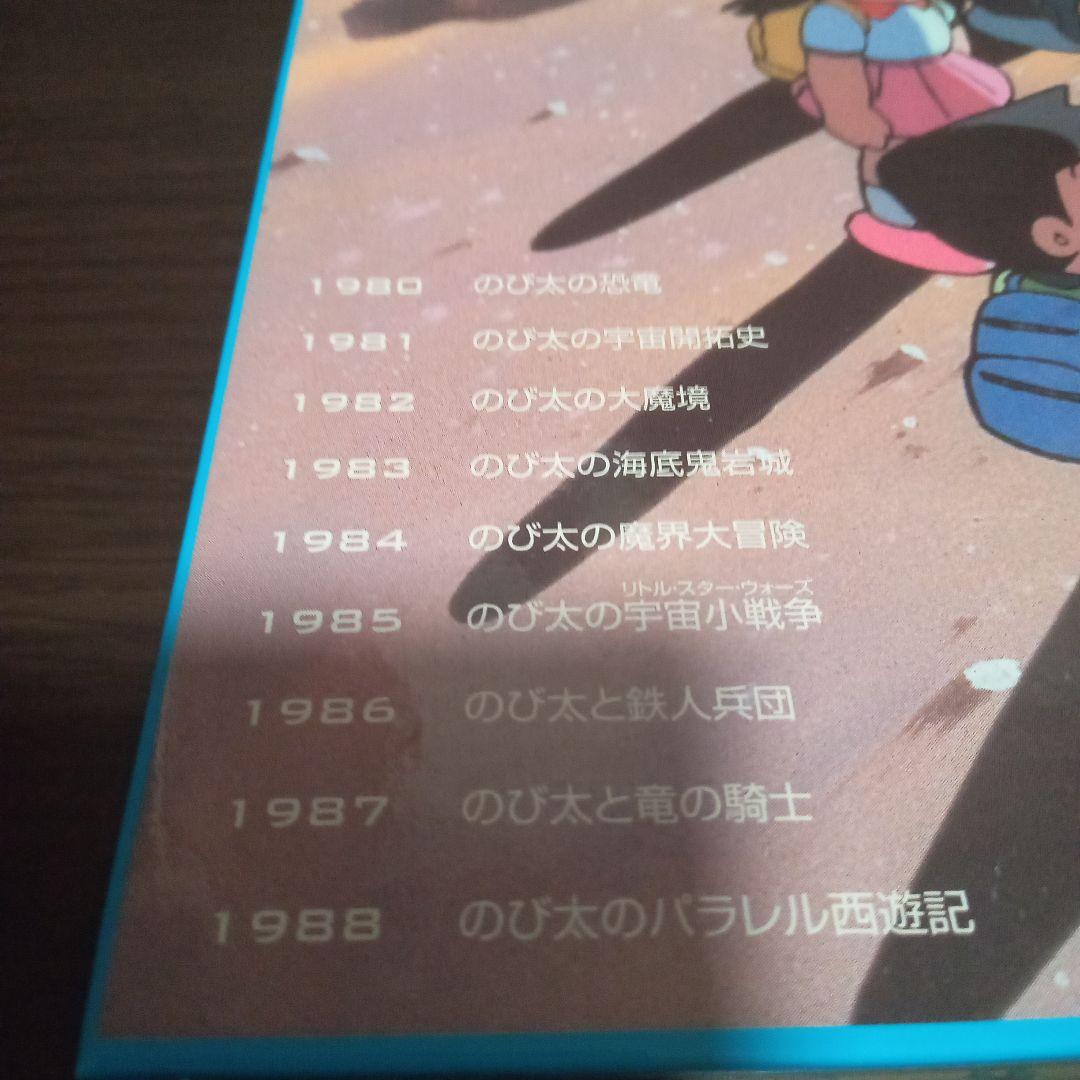 1980 のび太の恐竜
1981 のび太の宇宙開拓史
1982 のび太の大魔境
1983 のび太の海底鬼岩城
1984 のび太の魔界大冒険
リトル・スター・ウォーズ
1985 のび太の宇宙小戦争
1986 のび太と鉄人兵団
1987 のび太と竜の騎士
1988 のび太のパラレル西遊記